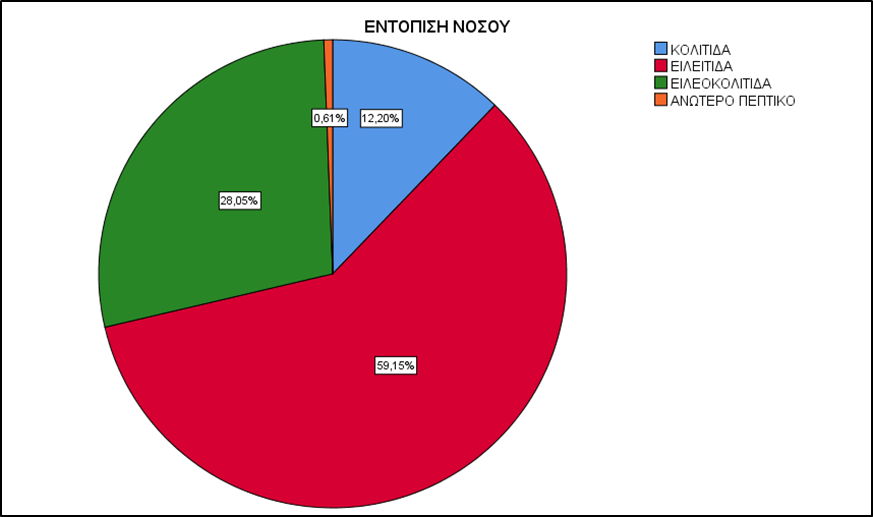 ΕΝΤΟΠΙΣΗ ΝΟΣΟΥ
ΚΟΛΙΤΙΔΑ
ΕΙΛΕΙΤΙΔΑ
ΕΙΛΕΟΚΟΛΙΤΙΔΑ
ΑΝΩΤΕΡΟ ΠΕΠΤΙΚΟ
0,61%
12,20%
28,05%
59,15%